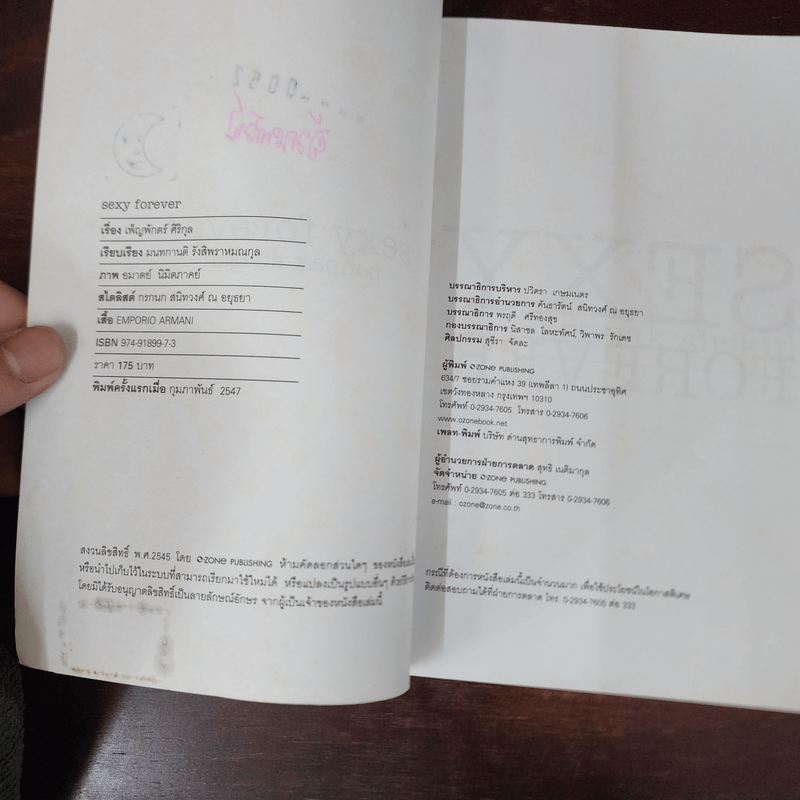 sexy forever
เรื่อง เพ็ญพักตร์ ศิริกุล
เรียบเรียง มนทกานติ รังสิพราหมณกุล
ภาพ อมาตย์ นิมิตภาคย์
สไตลิสต์ กรกนก สนิทวงศ์ ณ อยุธยา
เสื้อ EMPORIO ARMANI
ISBN 974-91899-7-3
ราคา 175 บาท
พิมพ์ครั้งแรกเมื่อ กุมภาพันธ์ 2547
สงวนลิขสิทธิ์ พ.ศ.2545 โดย O-ZONE PUBLISHING ห้ามคัดลอกส่วนใดๆ ของหนังสือเล่มนี้
หรือนำไปเก็บไว้ในระบบที่สามารถเรียกมาใช้ใหม่ได้ หรือแปลงเป็นรูปแบบอื่นๆ
โดยมิได้รับอนุญาตลิขสิทธิ์เป็นลายลักษณ์อักษร จากผู้เป็นเจ้าของหนังสือเล่มนี้
บรรณาธิการบริหาร ปวิตรา เกษมเนตร
บรรณาธิการอำนวยการ คันธารัตน์ สนิทวงศ์ ณ อยุธยา
บรรณาธิการ พรฤดี ศรีทองสุข
กองบรรณาธิการ นิสาชล โลหะทัศน์, วิพาพร รักเดช
ศิลปกรรม สุชีรา จัดละ
ผู้พิมพ์ O-ZONE PUBLISHING
634/7 ซอยรามคำแหง 39 (เทพลีลา 1) ถนนประชาอุทิศ
เขตวังทองหลาง กรุงเทพฯ 10310
โทรศัพท์ 0-2934-7605 โทรสาร 0-2934-7606
www.ozonebook.net
เพลท-พิมพ์ บริษัท ด่านสุทธาการพิมพ์ จำกัด
ผู้อำนวยการฝ่ายการตลาด สุทธิ เนติมากุล
จัดจำหน่าย O-ZONE PUBLISHING
โทรศัพท์ 0-2934-7605 ต่อ 333 โทรสาร 0-2934-7606
e-mail : ozone@zone.co.th
กรณีที่ต้องการหนังสือเล่มนี้เป็นจำนวนมาก เพื่อใช้ประโยชน์ในโอกาสพิเศษ
ติดต่อสอบถามได้ที่ฝ่ายการตลาด โทร. 0-2934-7605 ต่อ 333